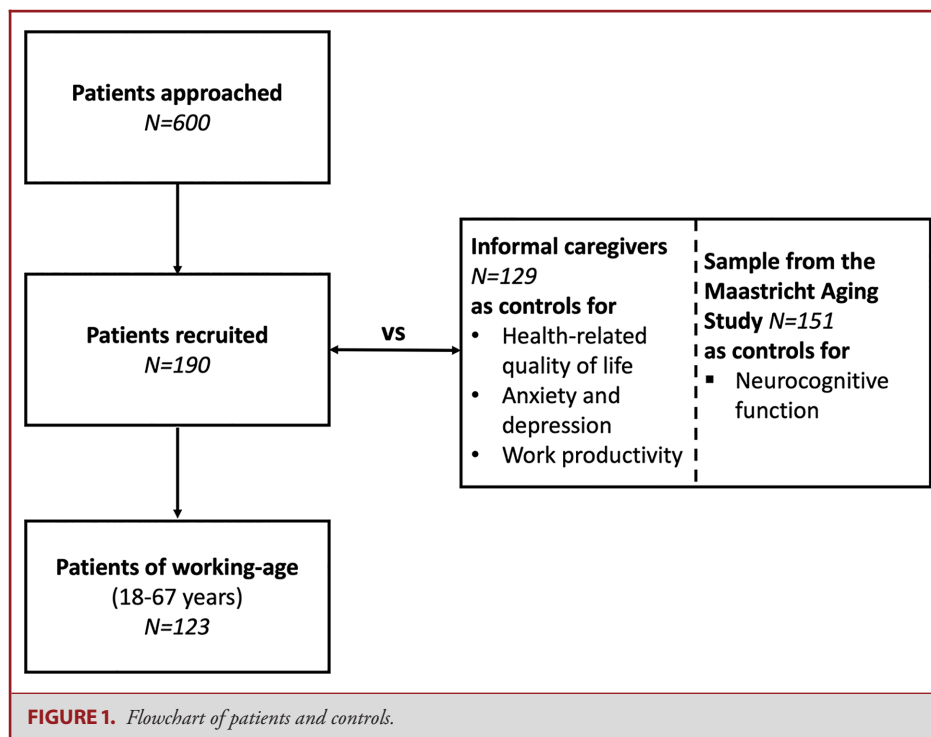 Patients approached
N=600
Patients recruited
N=190
vs
Informal caregivers
N=129
as controls for
• Health-related
quality of life
• Anxiety and
depression
• Work productivity
Sample from the
Maastricht Aging
Study N=151
as controls for
▪ Neurocognitive
function
Patients of working-age
(18-67 years)
N=123
FIGURE 1. Flowchart of patients and controls.